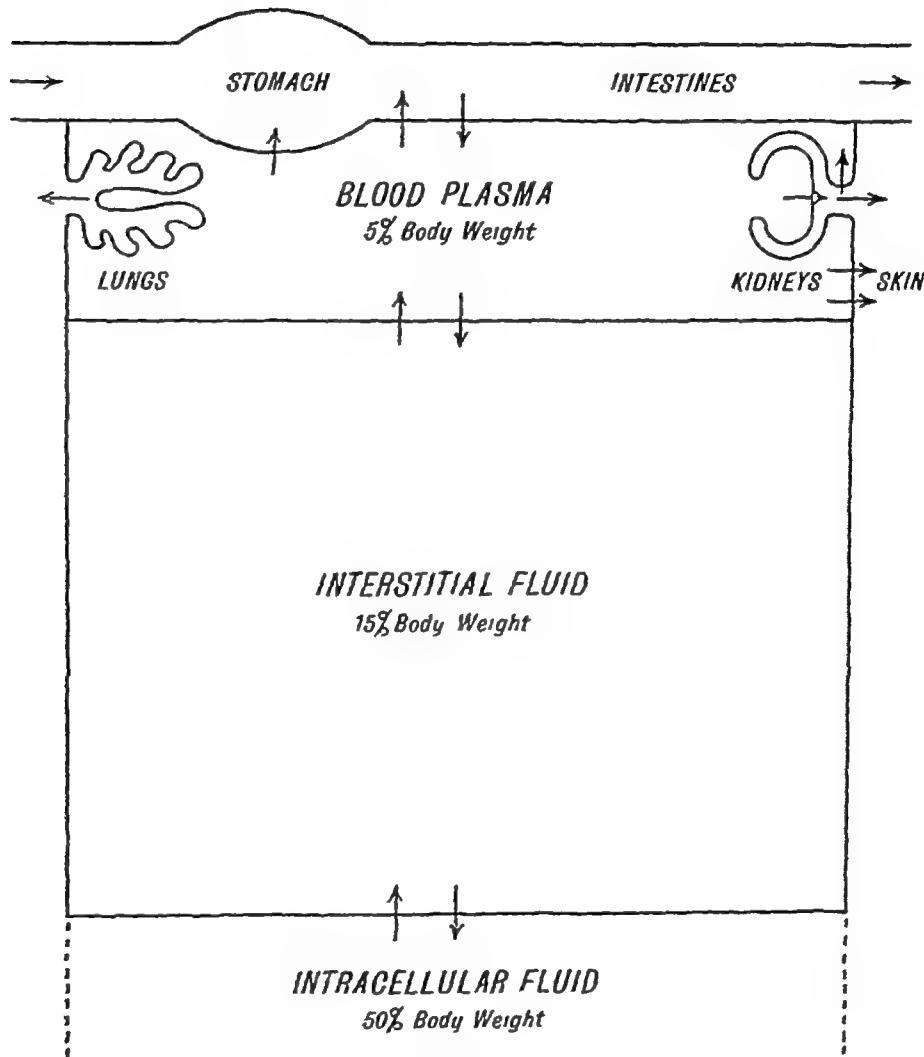 STOMACH
INTESTINES
BLOOD PLASMA
5% Body Weight
LUNGS
KIDNEYS
SKIN
INTERSTITIAL FLUID
15% Body Weight
INTRACELLULAR FLUID
50% Body Weight